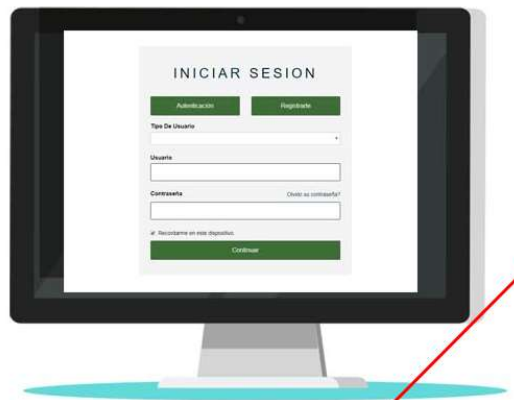 INICIAR SESION
Autenticación Registrarte
Tipo De Usuario
Usuario
Contraseña Olvido su contraseña?
Recordarme en este dispositivo
Continuar